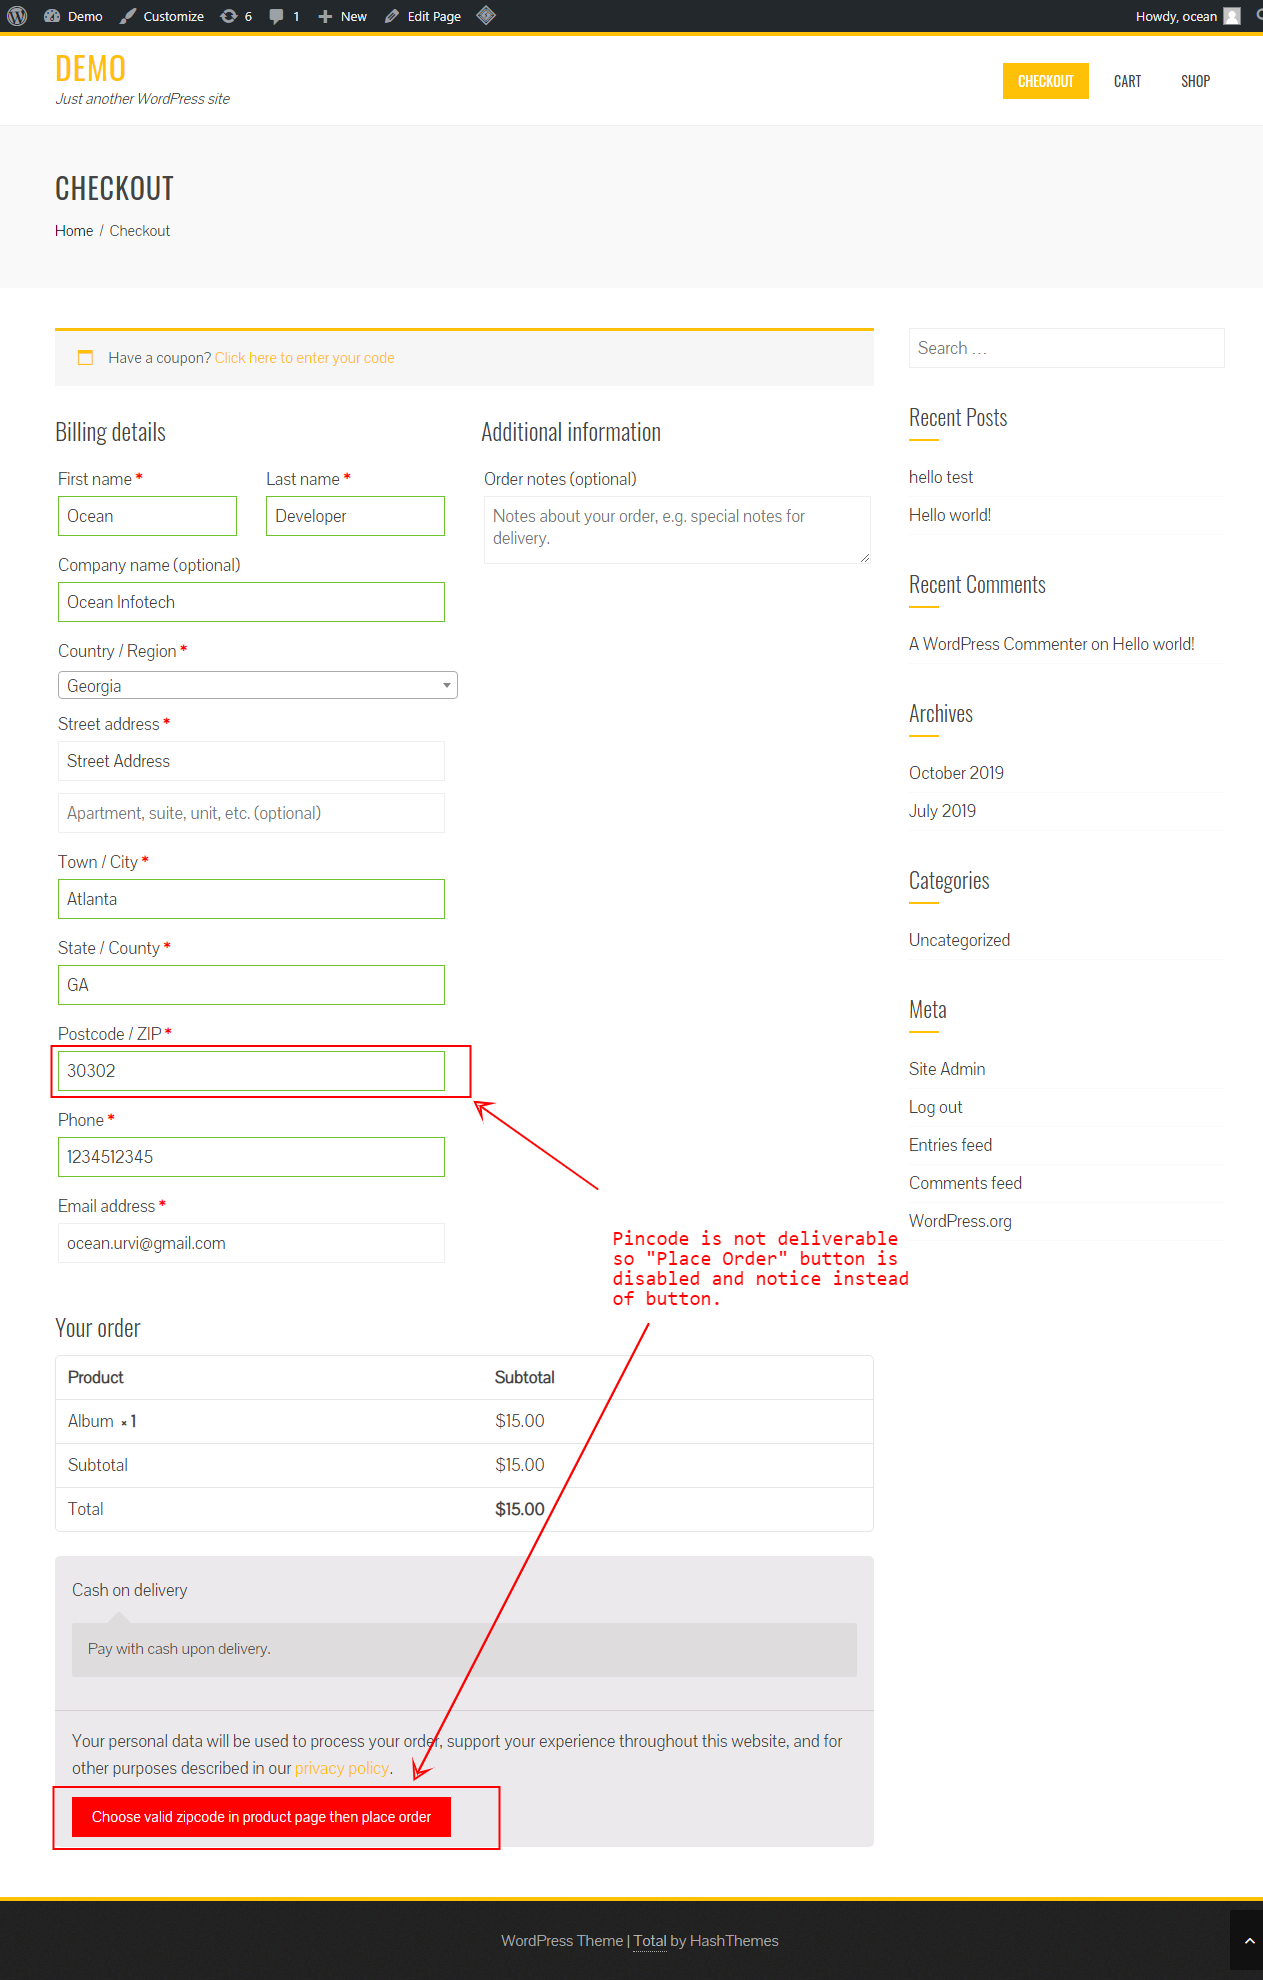 Demo Customize 6 1 New Edit Page Howdy, ocean
DEMO
Just another WordPress site
CHECKOUT CART SHOP
CHECKOUT
Home / Checkout
Have a coupon? Click here to enter your code
Billing details
First name *
Last name *
Ocean
Developer
Company name (optional)
Ocean Infotech
Country / Region *
Georgia
Street address *
Street Address
Apartment, suite, unit, etc. (optional)
Town / City *
Atlanta
State / County *
GA
Postcode / ZIP *
30302
Phone *
1234512345
Email address *
ocean.urvi@gmail.com
Additional information
Order notes (optional)
Notes about your order, e.g. special notes for
delivery.
Pincode is not deliverable
so "Place Order" button is
disabled and notice instead
of button.
Your order
Product Subtotal
Album × 1 $15.00
Subtotal $15.00
Total $15.00
Cash on delivery
Pay with cash upon delivery.
Your personal data will be used to process your order, support your experience throughout this website, and for
other purposes described in our privacy policy.
Choose valid zipcode in product page then place order
Search …
Recent Posts
hello test
Hello world!
Recent Comments
A WordPress Commenter on Hello world!
Archives
October 2019
July 2019
Categories
Uncategorized
Meta
Site Admin
Log out
Entries feed
Comments feed
WordPress.org
WordPress Theme | Total by HashThemes